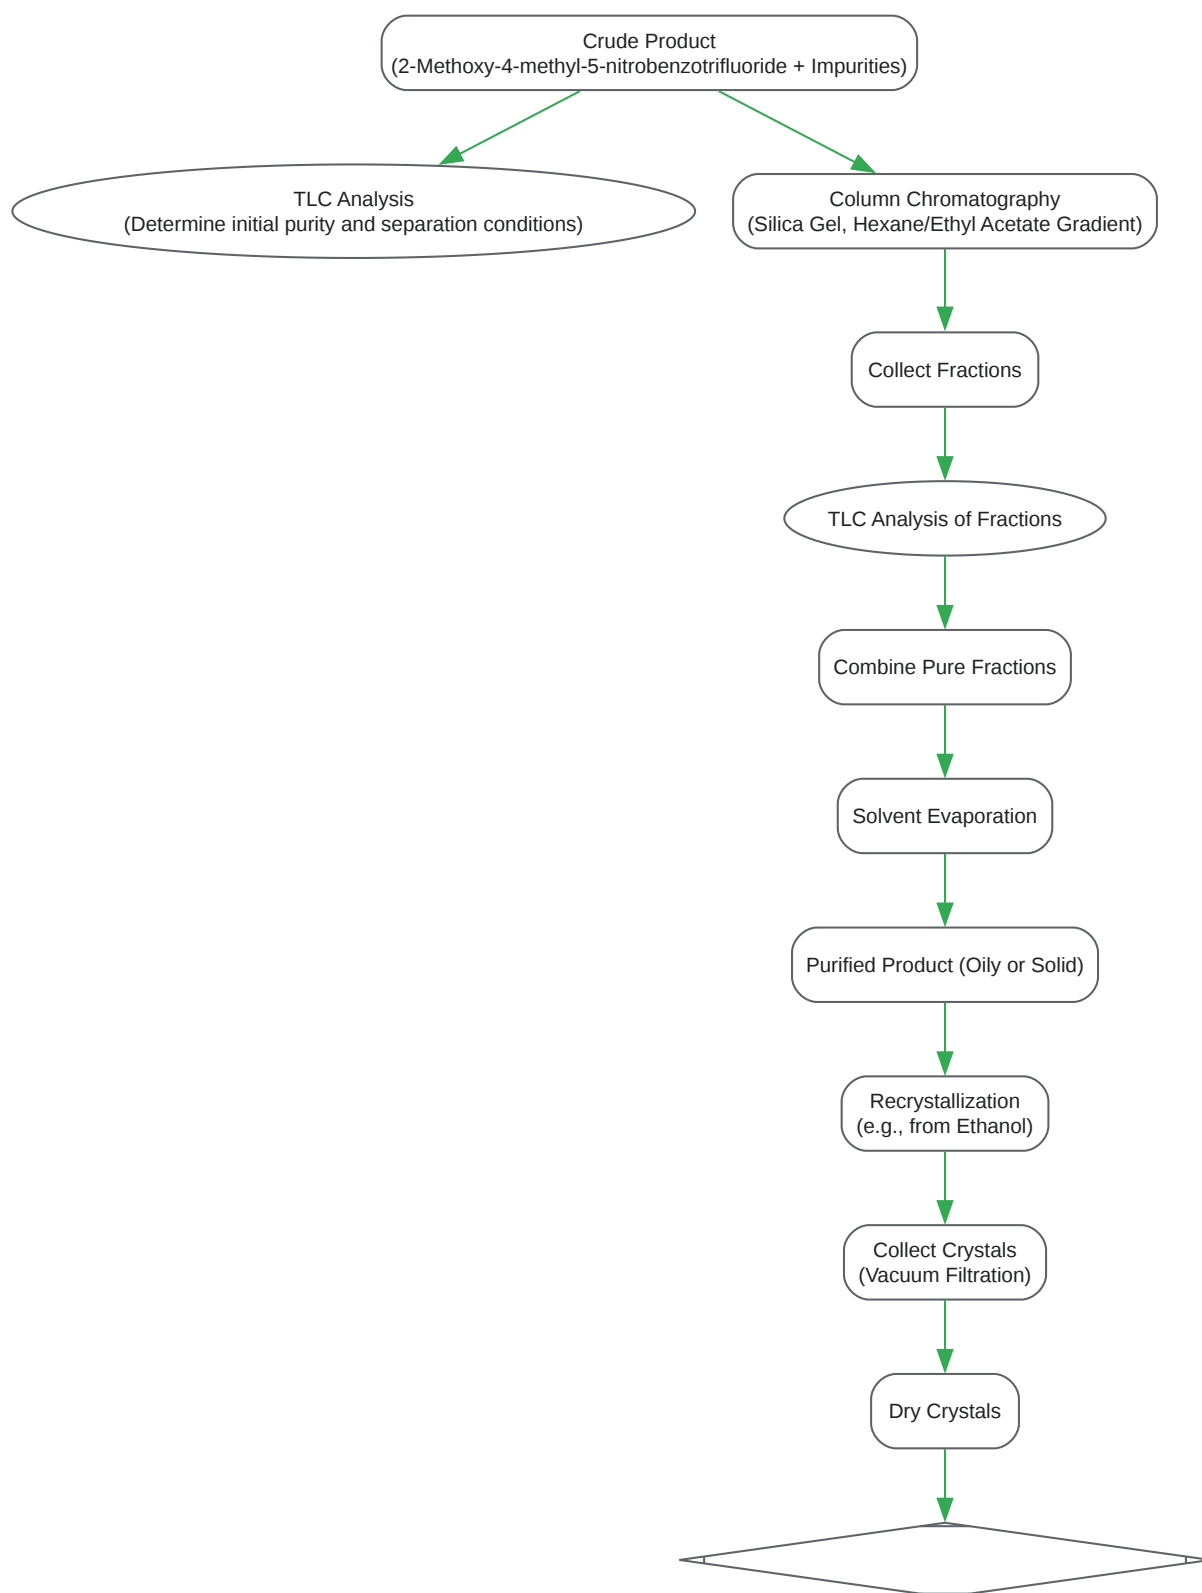 Crude Product
(2-Methoxy-4-methyl-5-nitrobenzotrifluoride + Impurities)
TLC Analysis
(Determine initial purity and separation conditions)
Column Chromatography
(Silica Gel, Hexane/Ethyl Acetate Gradient)
Collect Fractions
TLC Analysis of Fractions
Combine Pure Fractions
Solvent Evaporation
Purified Product (Oily or Solid)
Recrystallization
(e.g., from Ethanol)
Collect Crystals
(Vacuum Filtration)
Dry Crystals